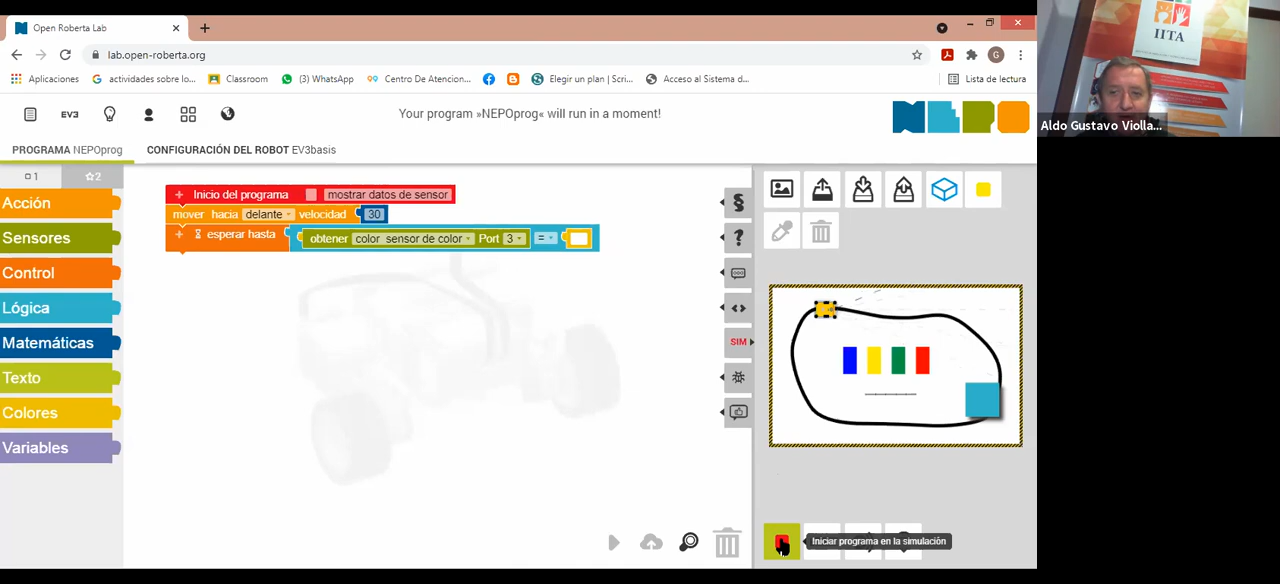 Open Roberta Lab
lab.open-roberta.org
Aplicaciones
actividades sobre lo...
Classroom
(3) WhatsApp
Centro De Atencion...
Elegir un plan | Scri...
Acceso al Sistema d...
Lista de lectura
G
EV3
Your program »NEPOprog« will run in a moment!
PROGRAMA NEPOprog
CONFIGURACIÓN DEL ROBOT EV3basis
1
2
Acción
Sensores
Control
Lógica
Matemáticas
Texto
Colores
Variables
+ Inicio del programa mostrar datos de sensor
mover hacia delante velocidad 30
+ esperar hasta obtener color sensor de color Port 3 =
SIM
Iniciar programa en la simulación
IITA
Aldo Gustavo Violla...